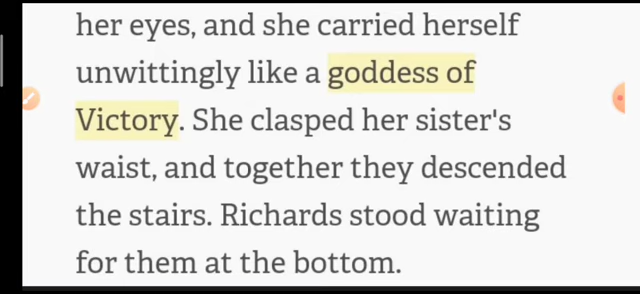 her eyes, and she carried herself
unwittingly like a goddess of
Victory. She clasped her sister's
waist, and together they descended
the stairs. Richards stood waiting
for them at the bottom.